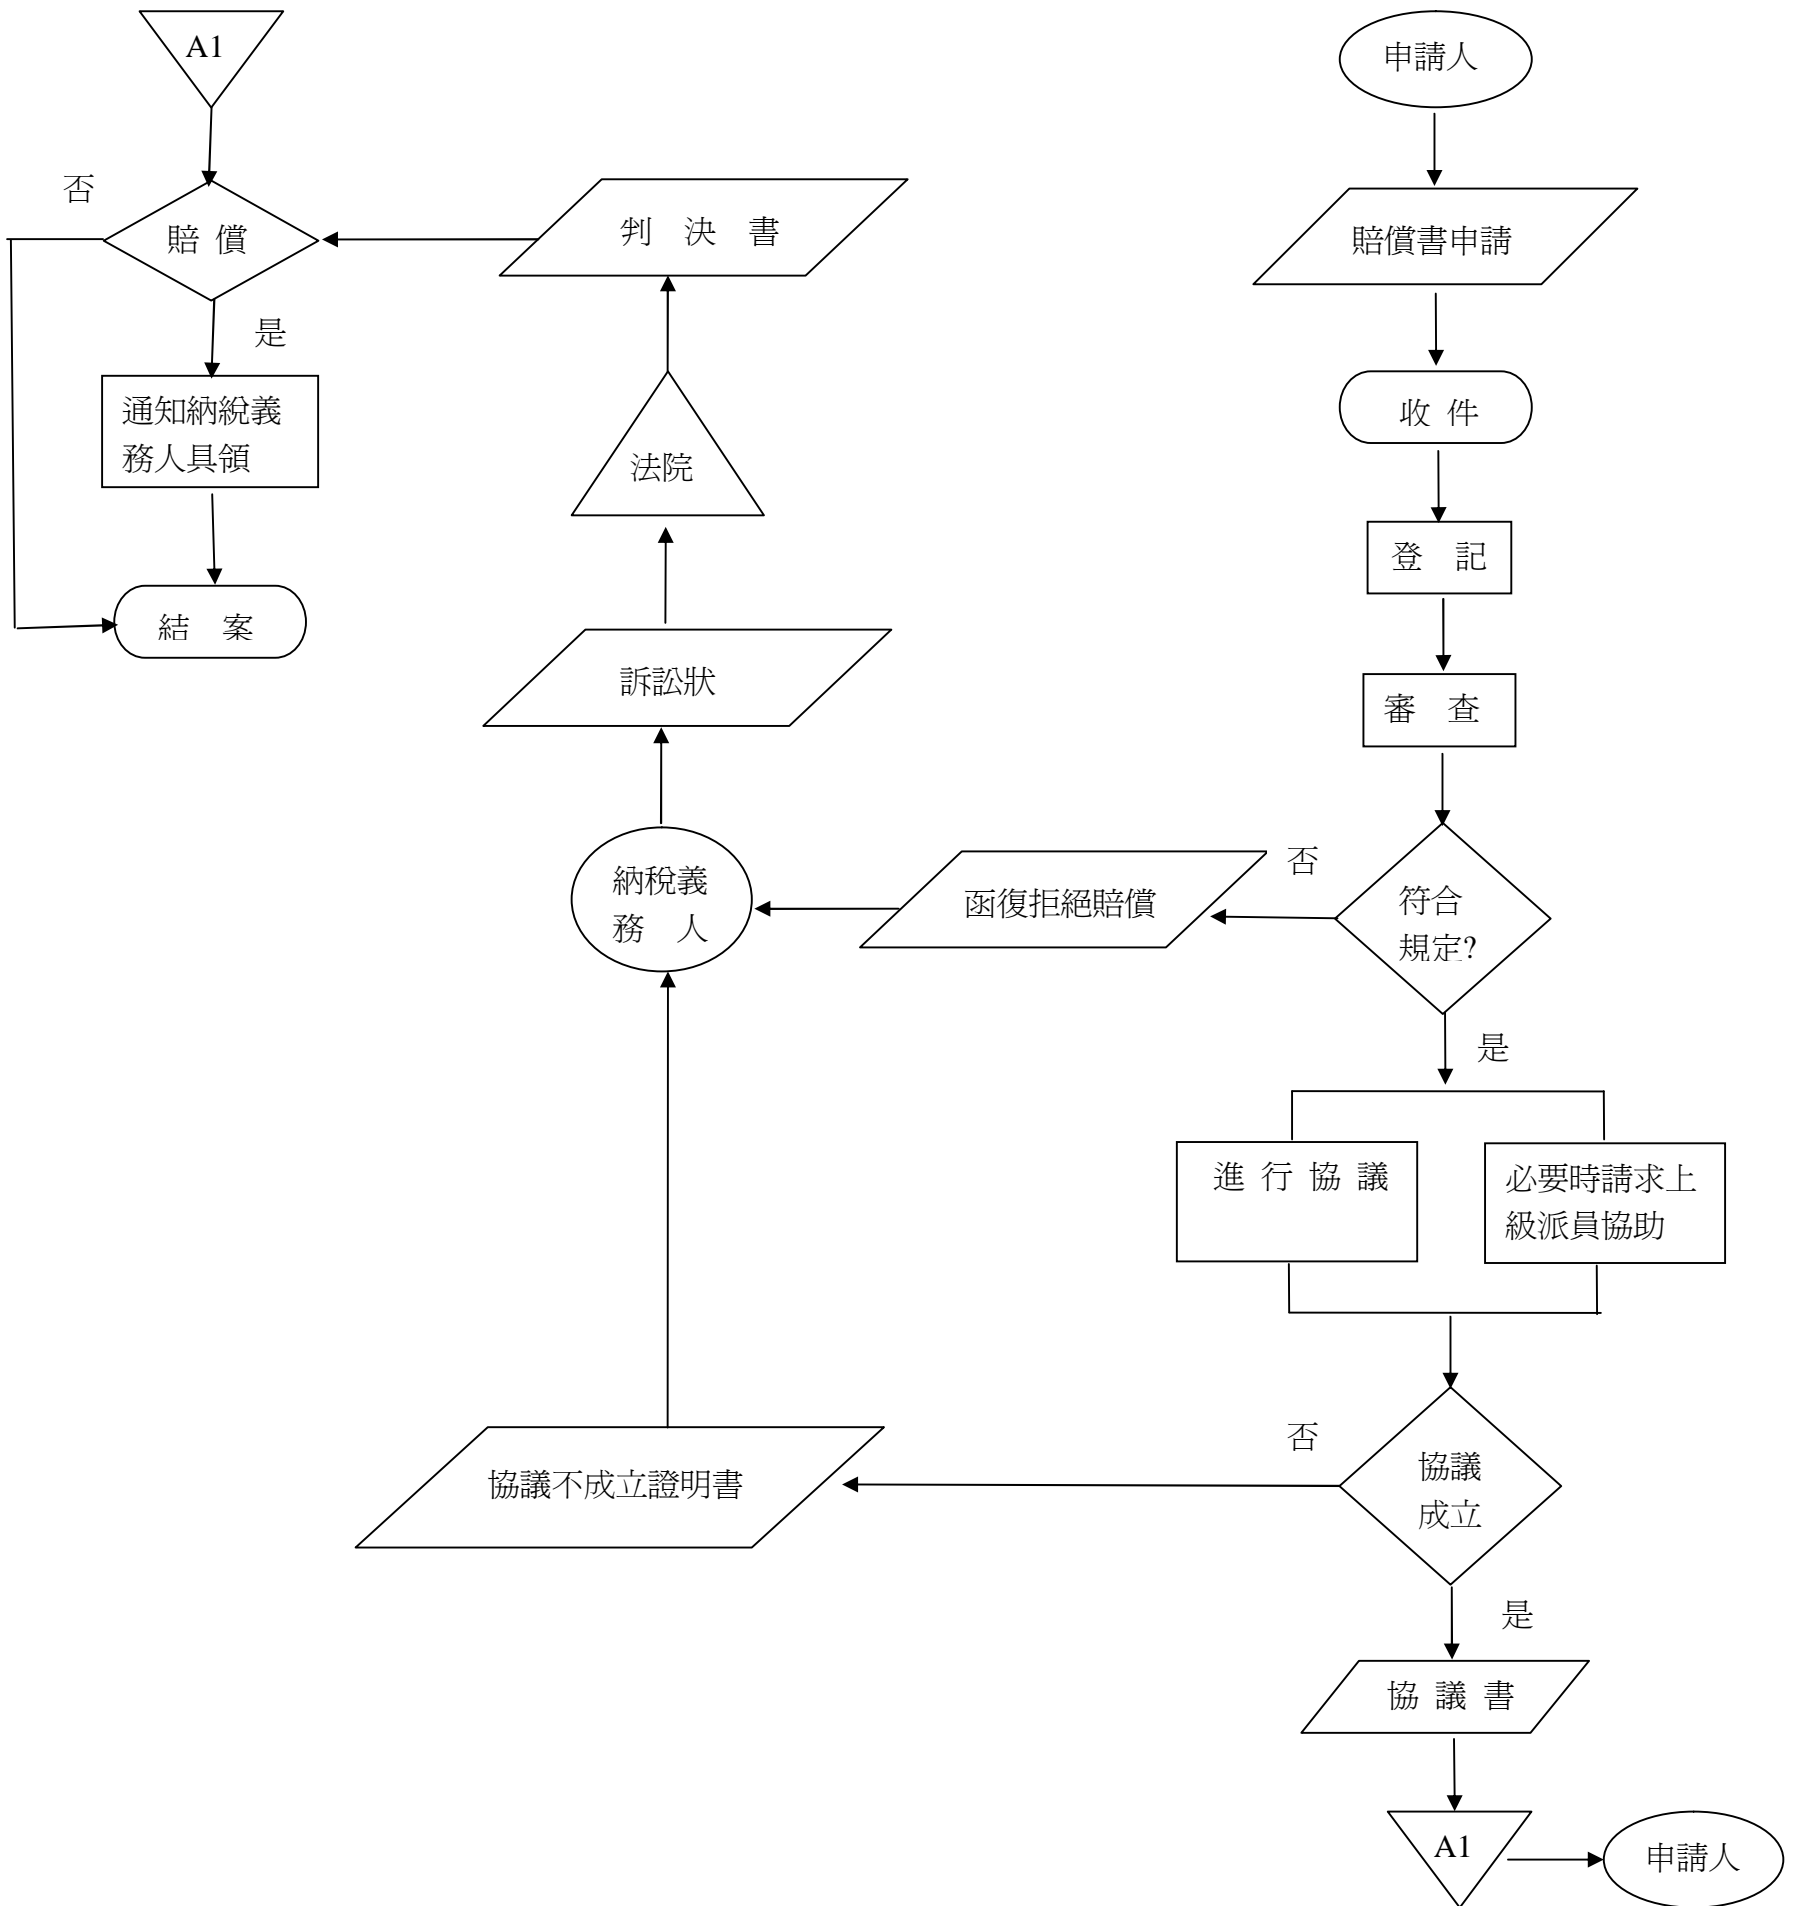 A1
申請人
否
賠 償
判 決 書
賠償書申請
是
通知納稅義
務人具領
收 件
法院
登 記
結 案
訴訟狀
審 查
納稅義
務 人
函復拒絕賠償
否
符合
規定?
是
進 行 協 議
必要時請求上
級派員協助
否
協議不成立證明書
協議
成立
是
協 議 書
A1
申請人